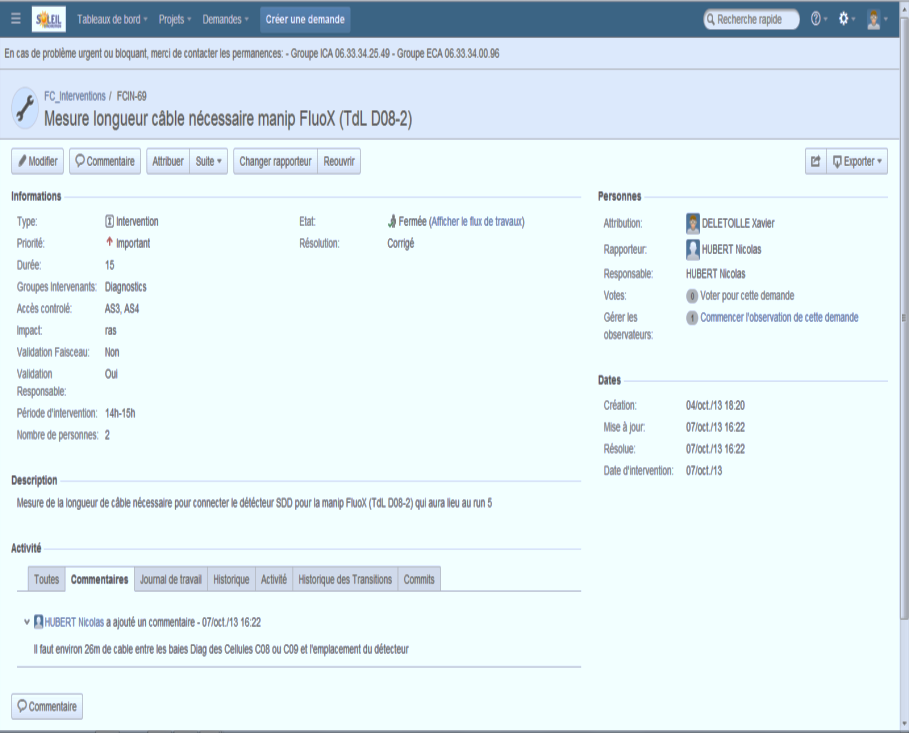 SOLEIL Tableaux de bord Projets Demandes Créer une demande Recherche rapide
En cas de problème urgent ou bloquant, merci de contacter les permanences: - Groupe ICA 06.33.34.25.49 - Groupe ECA 06.33.34.00.96
FC_Interventions / FCIN-69
Mesure longueur câble nécessaire manip FluoX (TdL D08-2)
Modifier Commentaire Attribuer Suite Changer rapporteur Reouvrir Exporter
Informations
Type: Intervention
Etat: Fermée (Afficher le flux de travaux)
Priorité: Important
Résolution: Corrigé
Durée: 15
Groupes Intervenants: Diagnostics
Accès controlé: AS3, AS4
Impact: ras
Validation Faisceau: Non
Validation Oui
Responsable:
Période d'intervention: 14h-15h
Nombre de personnes: 2
Personnes
Attribution: DELETOILLE Xavier
Rapporteur: HUBERT Nicolas
Responsable: HUBERT Nicolas
Votes: 0 Voter pour cette demande
Gérer les 1 Commencer l'observation de cette demande
observateurs:
Dates
Création: 04/oct./13 18:20
Mise à jour: 07/oct./13 16:22
Résolue: 07/oct./13 16:22
Date d'intervention: 07/oct./13
Description
Mesure de la longueur de câble nécessaire pour connecter le détécteur SDD pour la manip FluoX (TdL D08-2) qui aura lieu au run 5
Activité
Toutes Commentaires Journal de travail Historique Activité Historique des Transitions Commits
HUBERT Nicolas a ajouté un commentaire - 07/oct./13 16:22
Il faut environ 26m de cable entre les baies Diag des Cellules C08 ou C09 et l'emplacement du détecteur
Commentaire